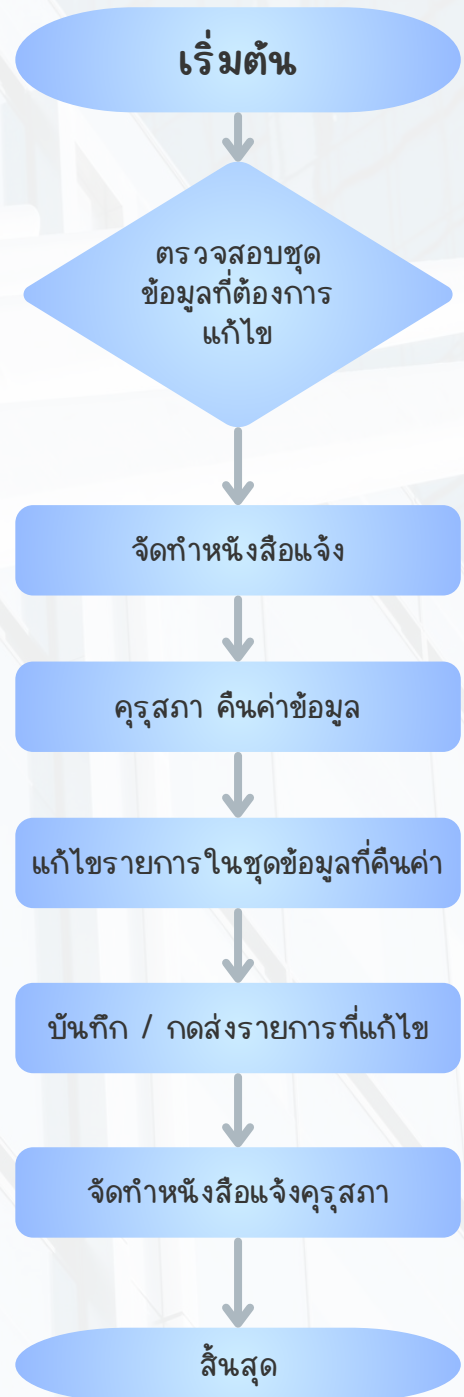 เริ่มต้น
ตรวจสอบชุด
ข้อมูลที่ต้องการ
แก้ไข
จัดทำหนังสือแจ้ง
คุรุสภา คืนค่าข้อมูล
แก้ไขรายการในชุดข้อมูลที่คืนค่า
บันทึก / กดส่งรายการที่แก้ไข
จัดทำหนังสือแจ้งคุรุสภา
สิ้นสุด